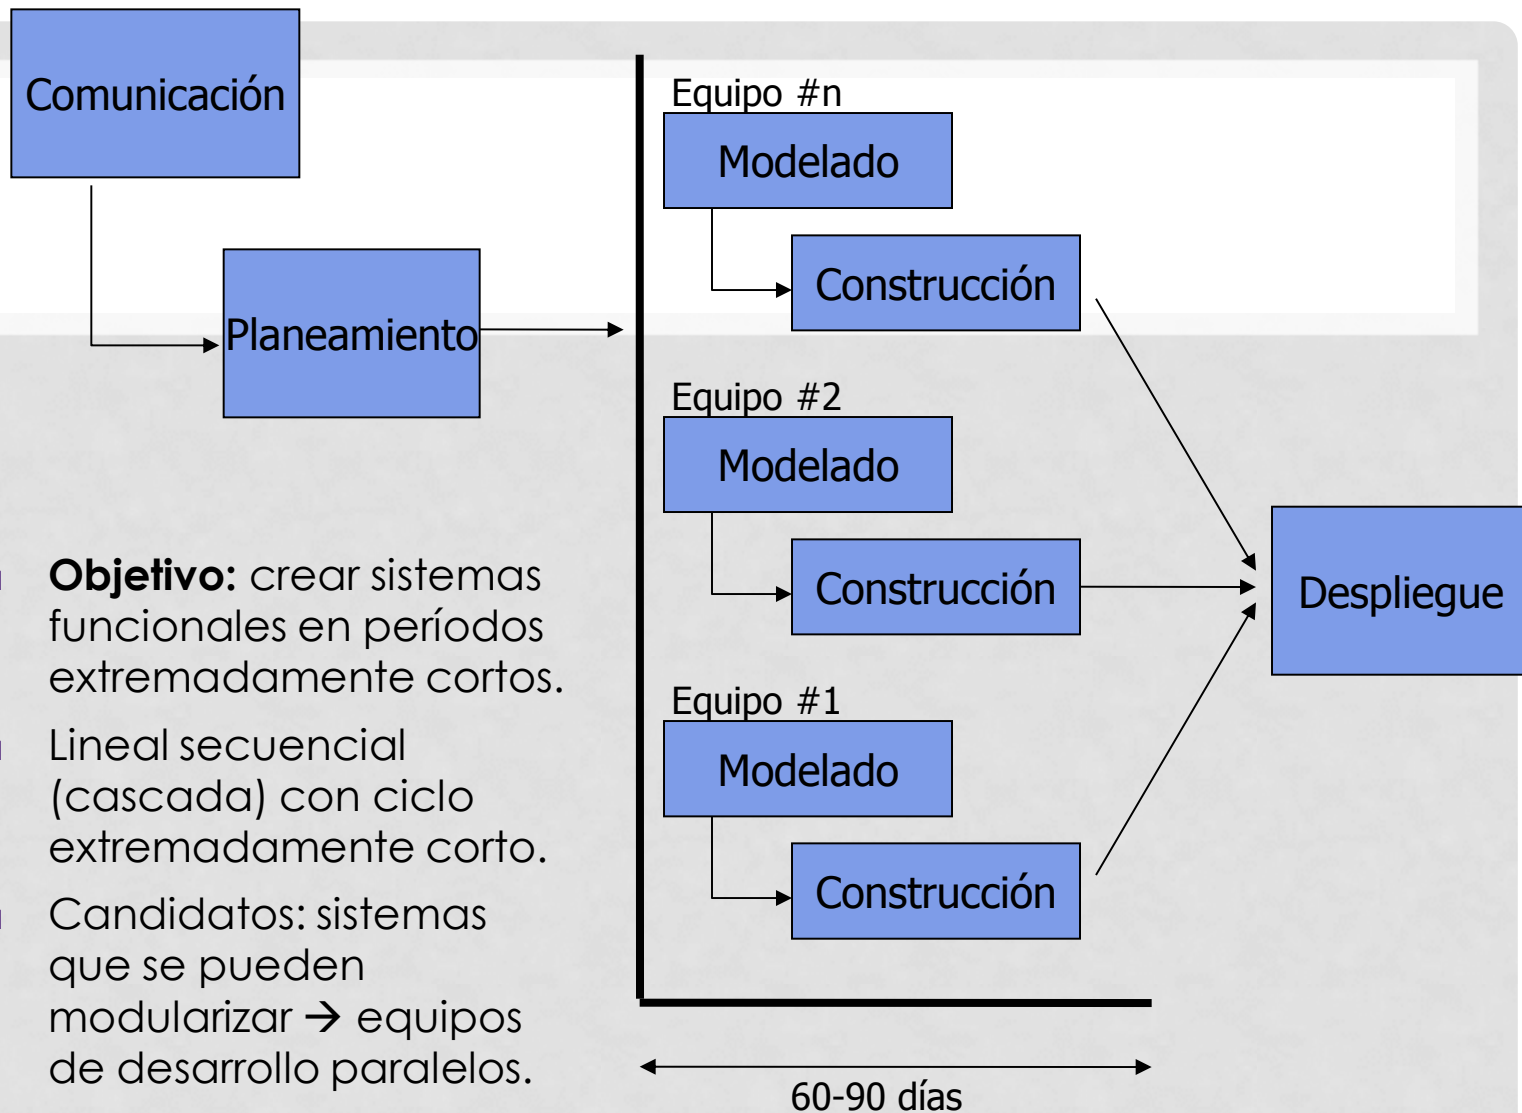 Comunicación
Planeamiento
Equipo #n
Modelado
Construcción
Equipo #2
Modelado
Construcción
Equipo #1
Modelado
Construcción
Despliegue
60-90 días
Objetivo: crear sistemas
funcionales en períodos
extremadamente cortos.
Lineal secuencial
(cascada) con ciclo
extremadamente corto.
Candidatos: sistemas
que se pueden
modularizar → equipos
de desarrollo paralelos.